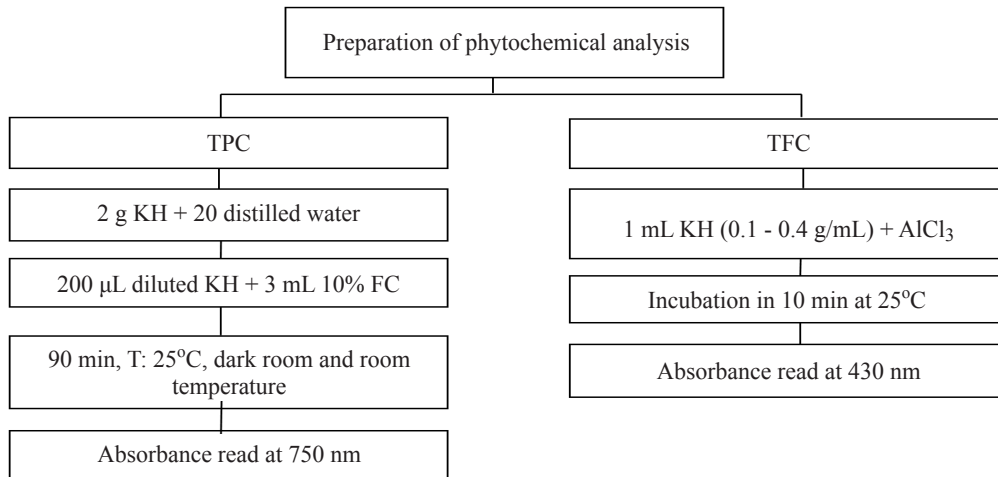 Preparation of phytochemical analysis
TPC
2 g KH + 20 distilled water
200 μL diluted KH + 3 mL 10% FC
90 min, T: 25°C, dark room and room
temperature
Absorbance read at 750 nm
TFC
1 mL KH (0.1 - 0.4 g/mL) + AlCl₃
Incubation in 10 min at 25°C
Absorbance read at 430 nm